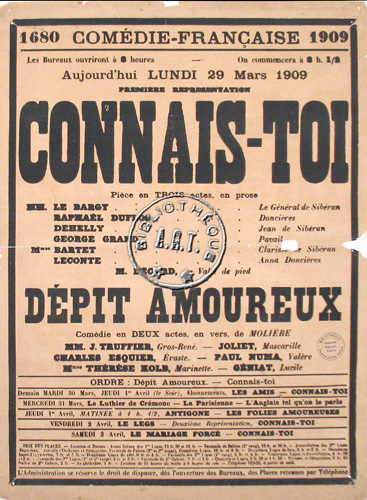 1680 COMÉDIE-FRANÇAISE 1909
Les Bureaux ouvriront à 8 heures — On commencera à 8 h. 1/2
Aujourd'hui LUNDI 29 Mars 1909
PREMIÈRE REPRÉSENTATION
CONNAIS-TOI
Pièce en TROIS actes, en prose
MM. LE BARGY . Le Général de Sibéran
RAPHAËL DUFLOS Doncières
DEHELLY . Jean de Sibéran
GEORGE GRAND Pavail
Mmes BARTET . Clarisse de Sibéran
LECONTE . Anna Doncières
M. Valet de pied
BIBLIOTHÈQUE
A.R.T.
DÉPIT AMOUREUX
Comédie en DEUX actes, en vers, de MOLIÈRE
MM. J. TRUFFIER, Gros-René. — JOLIET, Mascarille
CHARLES ESQUIER, Éraste. — PAUL NUMA, Valère
Mmes THÉRÈSE KOLB, Marinette. — GÉNIAT, Lucile
ORDRE : Dépit Amoureux. — Connais-toi
Demain MARDI 30 Mars, JEUDI 1er Avril (le Soir), Abonnements, LES AMIS — CONNAIS-TOI
MERCREDI 31 Mars, Le Luthier de Crémone — La Parisienne — L'Anglais tel qu'on le parle
JEUDI 1er Avril, MATINÉE à 1 h. 1/2, ANTIGONE — LES FOLIES AMOUREUSES
VENDREDI 2 Avril, LE LEGS — Deuxième Représentation, CONNAIS-TOI
SAMEDI 3 Avril, LE MARIAGE FORCÉ — CONNAIS-TOI
PRIX DES PLACES
L'Administration se réserve le droit de disposer, dès l'ouverture des Bureaux, des Places retenues par Téléphone